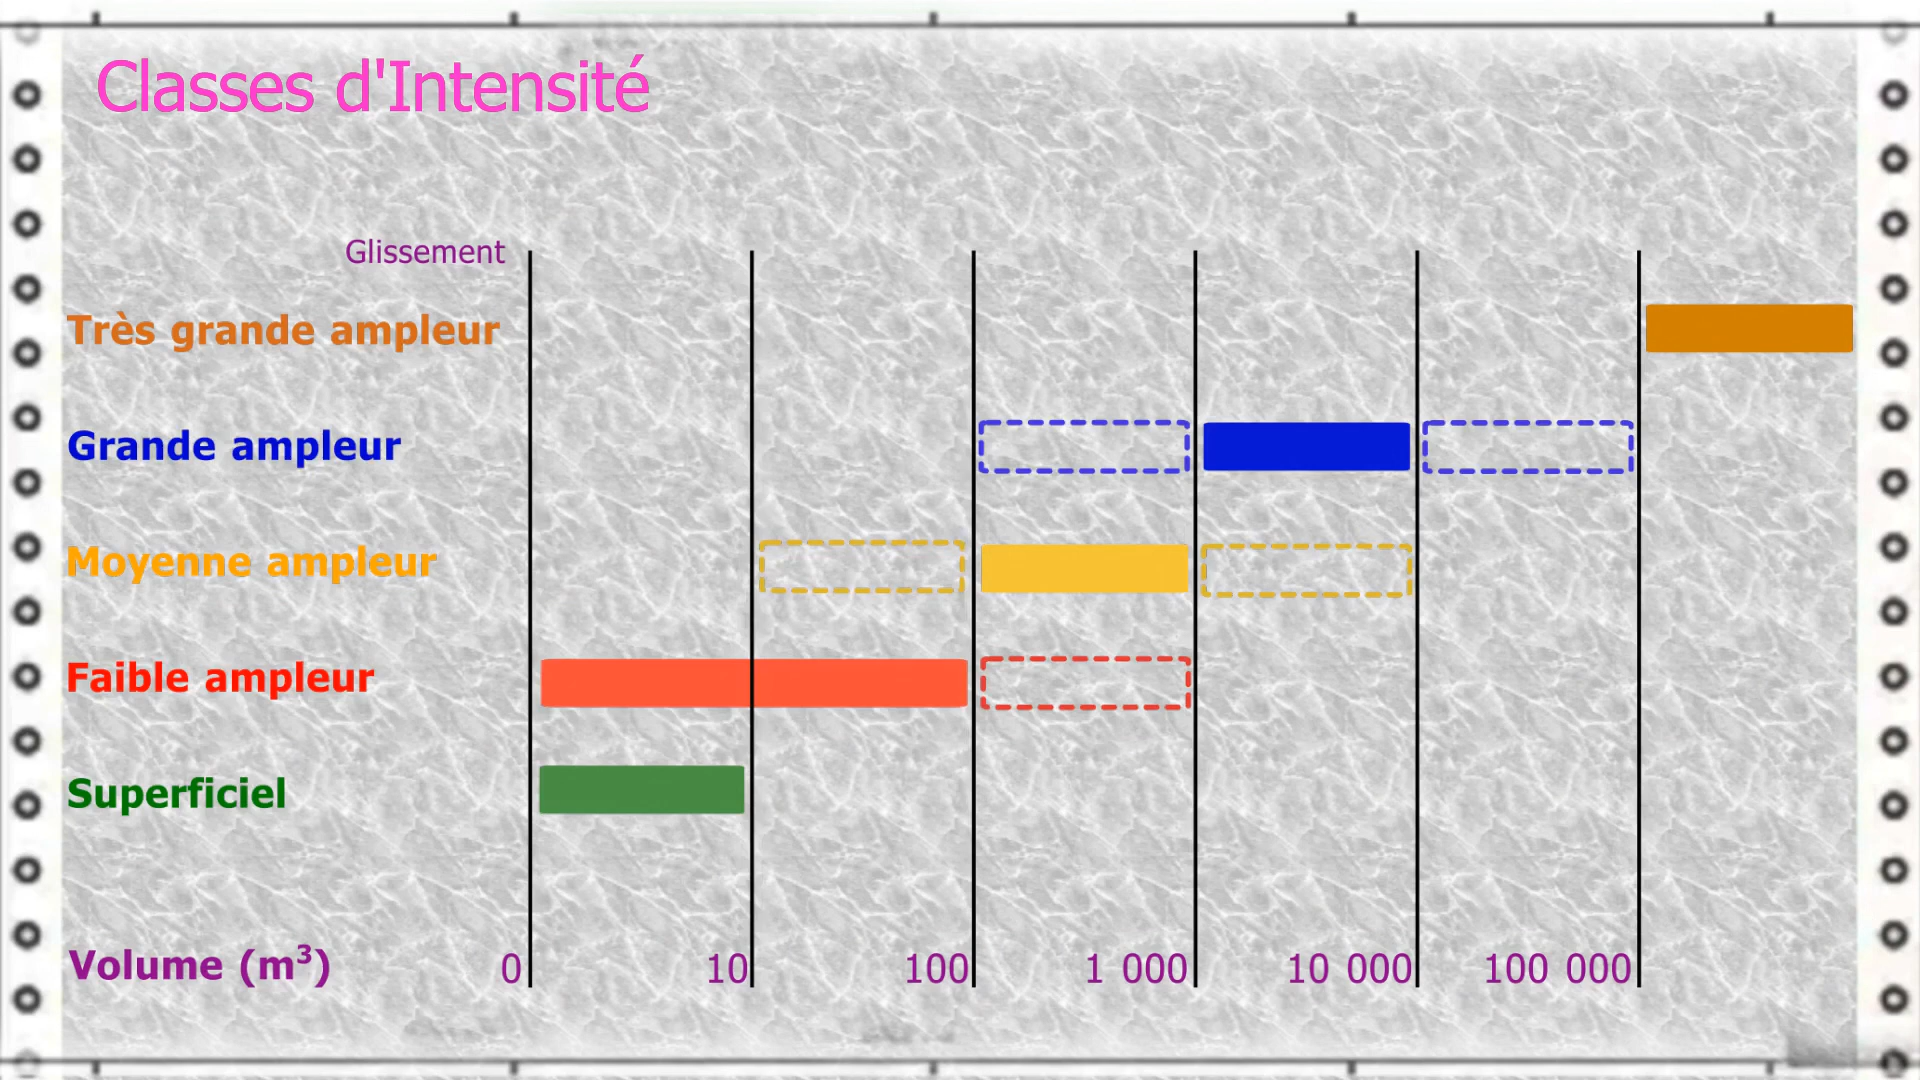 Classes d'Intensité
Glissement
Très grande ampleur
Grande ampleur
Moyenne ampleur
Faible ampleur
Superficiel
Volume (m³) 0 10 100 1 000 10 000 100 000